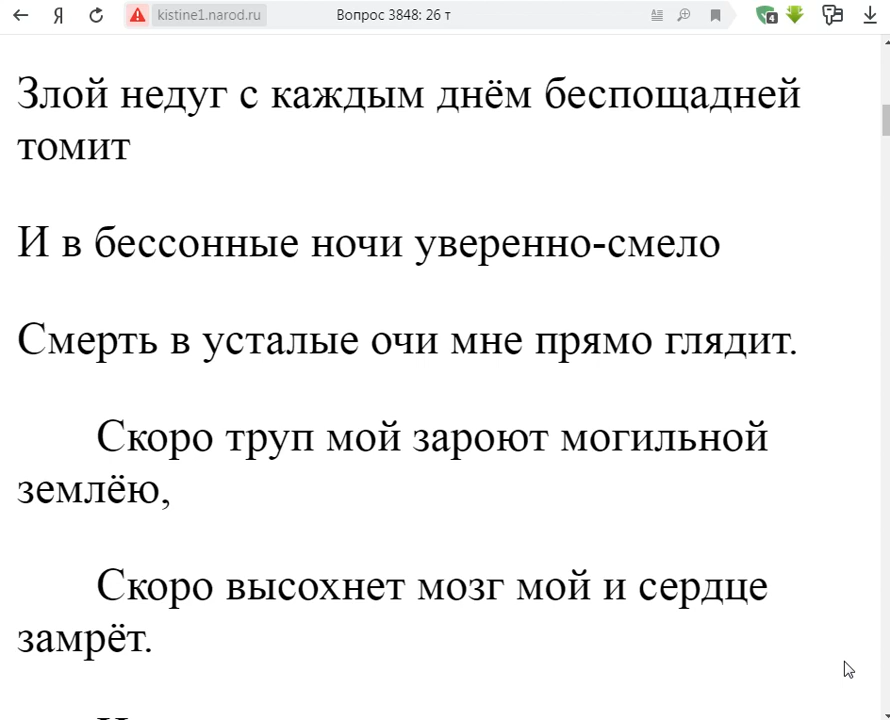 Я kistine1.narod.ru Вопрос 3848: 26 т 4
Злой недуг с каждым днём беспощадней
томит
И в бессонные ночи уверенно-смело
Смерть в усталые очи мне прямо глядит.
Скоро труп мой зароют могильной
землёю,
Скоро высохнет мозг мой и сердце
замрёт.